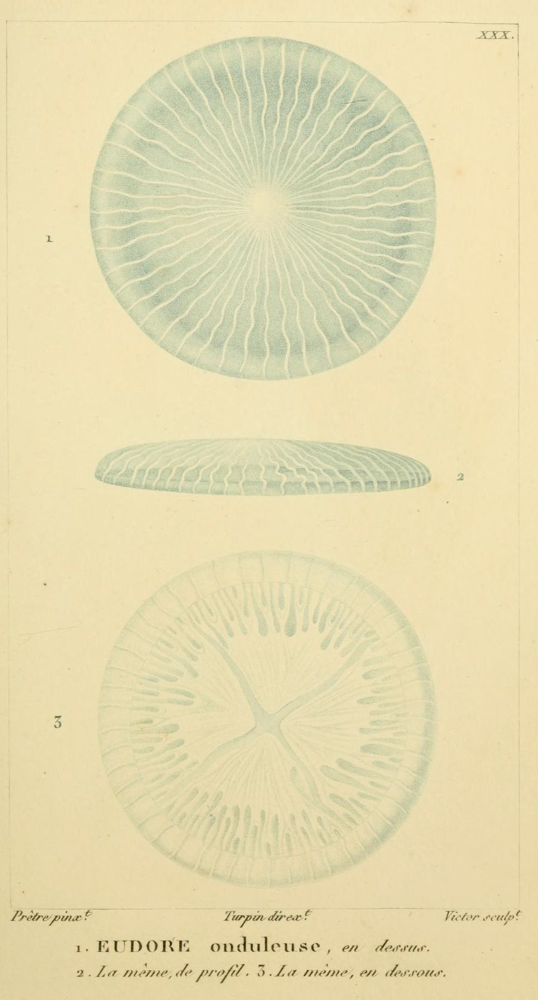 XXX.
1
2
3
Prêtre pinx.t
Turpin direx.t
Victor sculp.t
1. EUDORE onduleuse, en dessus.
2. La même, de profil. 3. La même, en dessous.